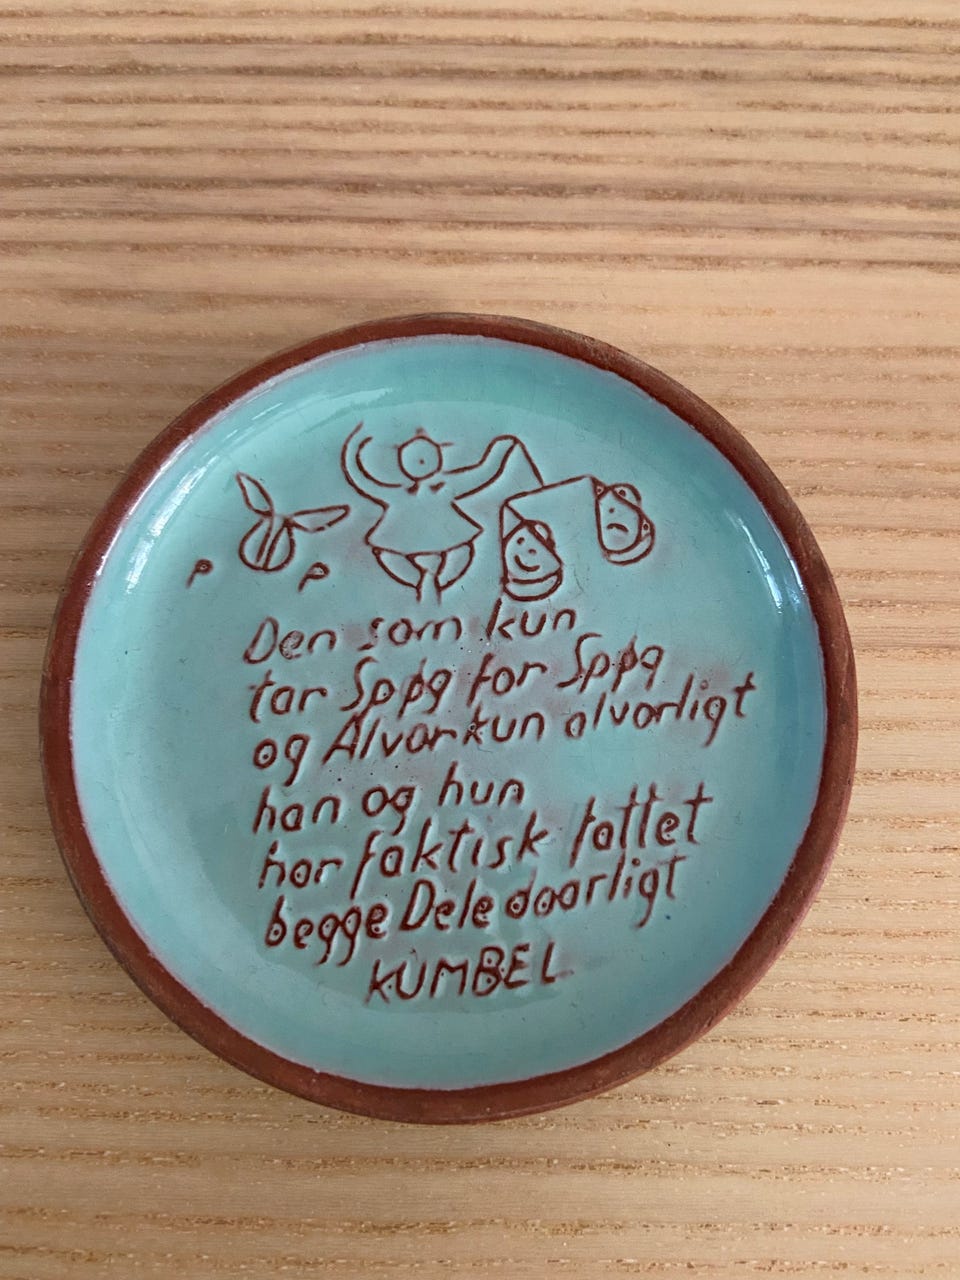 Den som kun
tar Spøg for Spøg
og Alvor kun alvorligt
han og hun
har faktisk fattet
begge Dele daarligt
KUMBEL